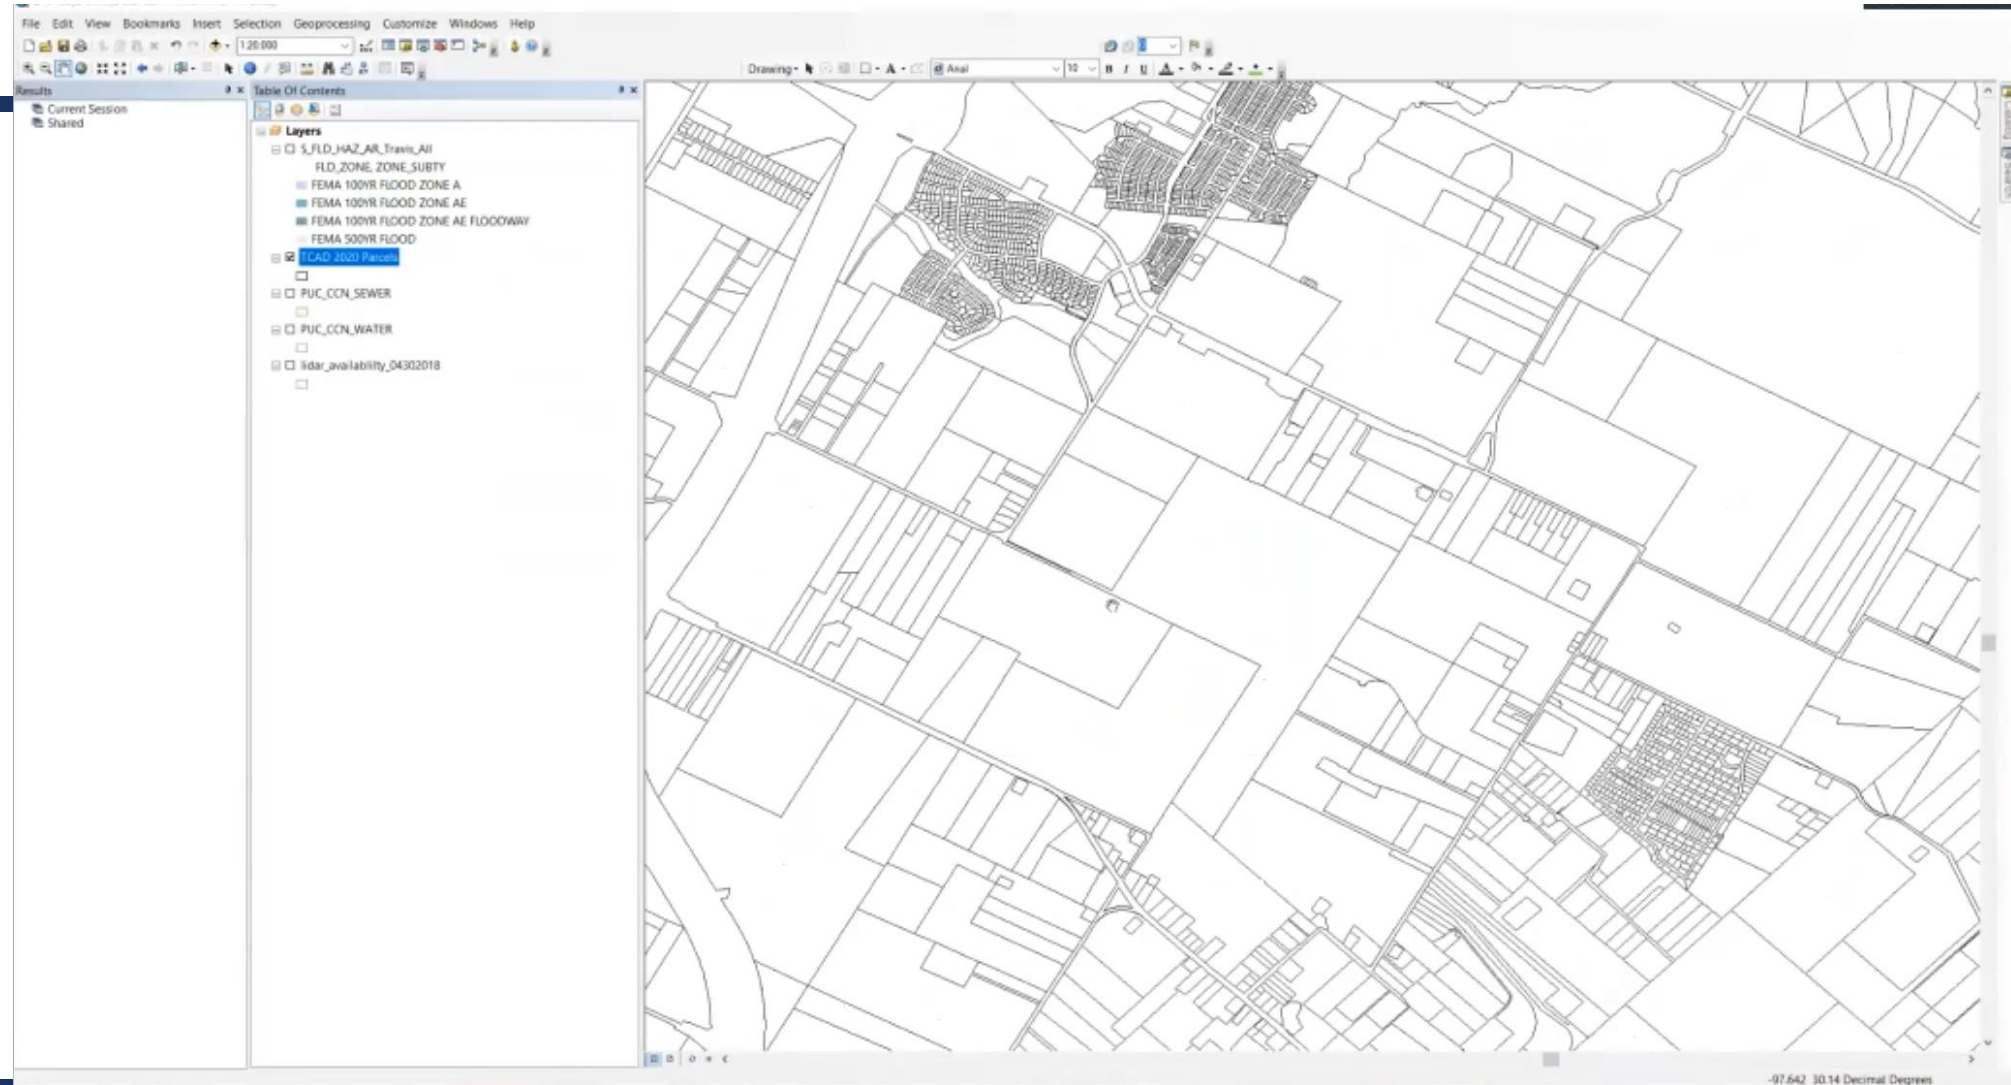 File Edit View Bookmarks Insert Selection Geoprocessing Customize Windows Help
1:20,000
Drawing A Arial 10 B I U A
Results
Current Session
Shared
Table Of Contents
Layers
S_FLD_HAZ_AR_Travis_All
FLD_ZONE, ZONE_SUBTY
FEMA 100YR FLOOD ZONE A
FEMA 100YR FLOOD ZONE AE
FEMA 100YR FLOOD ZONE AE FLOODWAY
FEMA 500YR FLOOD
TCAD 2020 Parcels
PUC_CCN_SEWER
PUC_CCN_WATER
lidar_availability_04302018
-97.642 30.14 Decimal Degrees